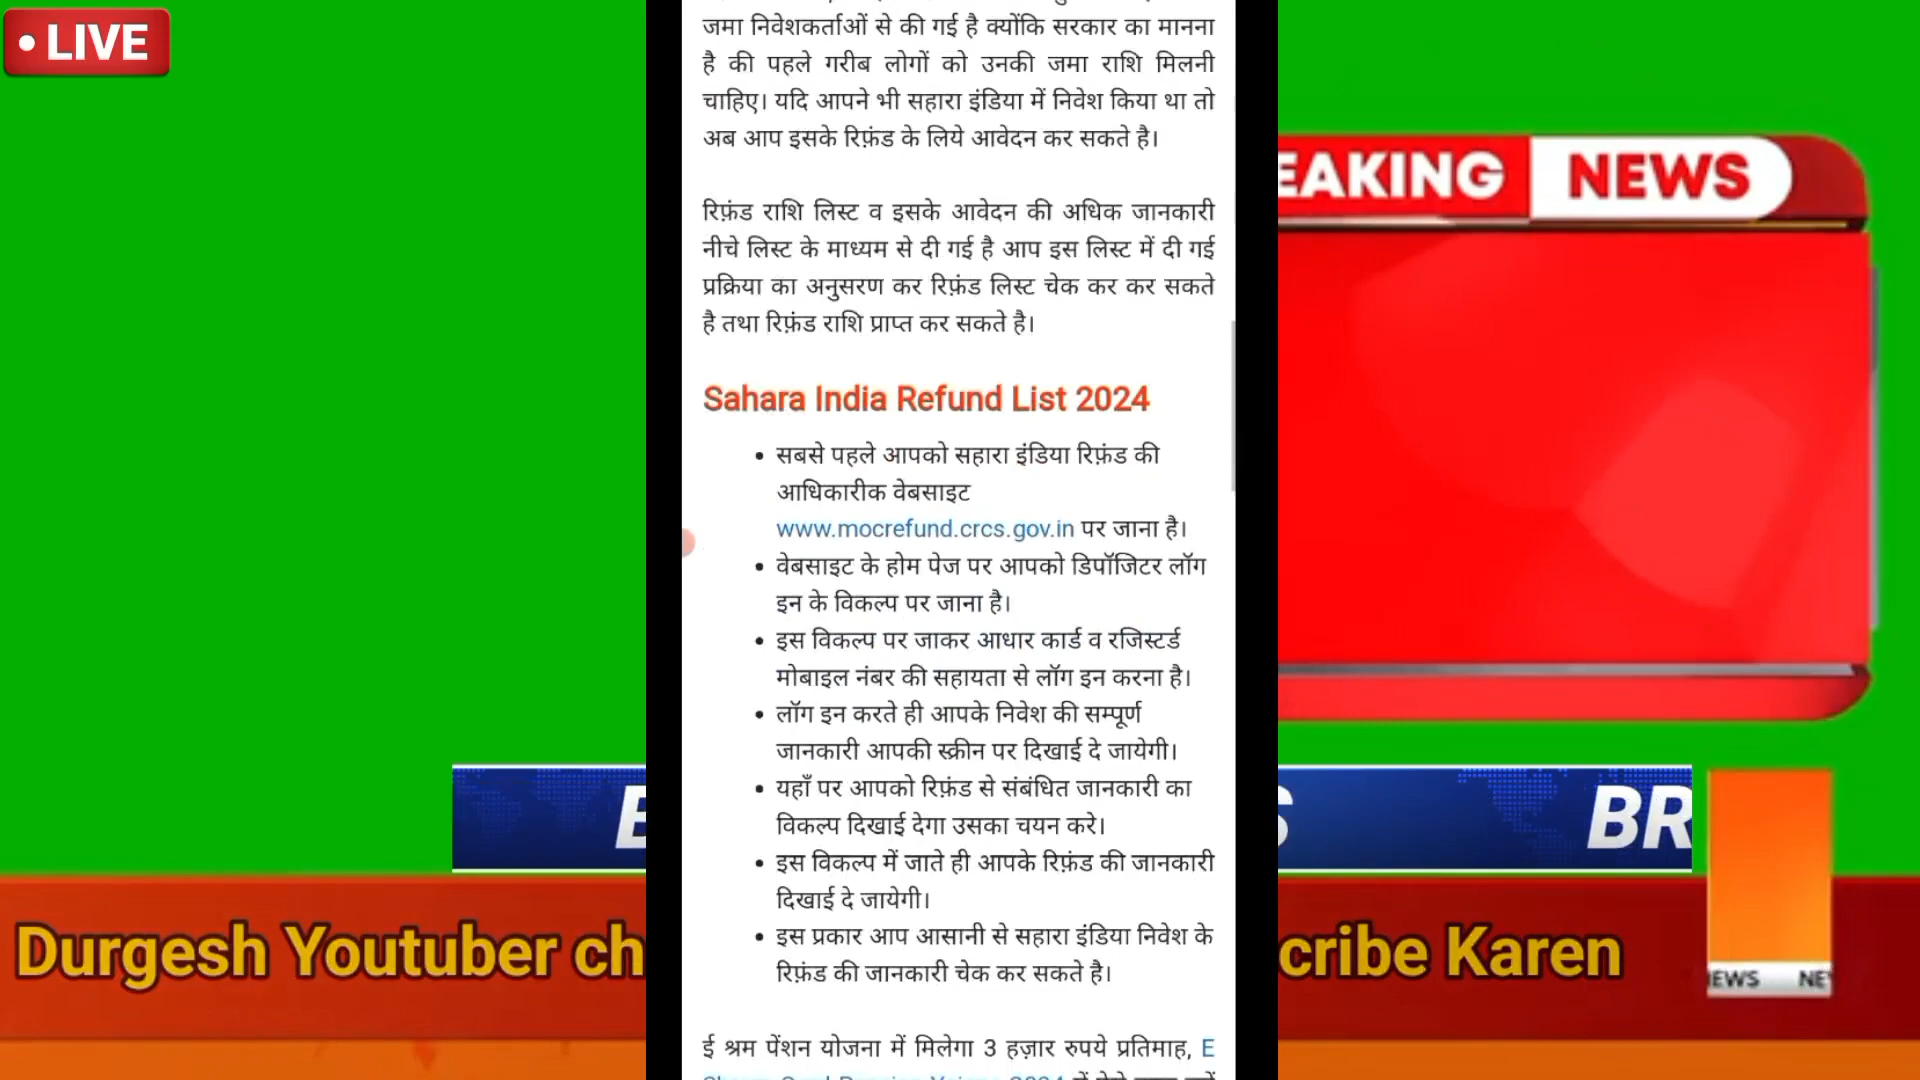 • LIVE
जमा निवेशकर्ताओं से की गई है क्योंकि सरकार का मानना
है की पहले गरीब लोगों को उनकी जमा राशि मिलनी
चाहिए। यदि आपने भी सहारा इंडिया में निवेश किया था तो
अब आप इसके रिफ़ंड के लिये आवेदन कर सकते है।
रिफ़ंड राशि लिस्ट व इसके आवेदन की अधिक जानकारी
नीचे लिस्ट के माध्यम से दी गई है आप इस लिस्ट में दी गई
प्रक्रिया का अनुसरण कर रिफ़ंड लिस्ट चेक कर कर सकते
है तथा रिफ़ंड राशि प्राप्त कर सकते है।
Sahara India Refund List 2024
• सबसे पहले आपको सहारा इंडिया रिफ़ंड की
आधिकारीक वेबसाइट
www.mocrefund.crcs.gov.in पर जाना है।
• वेबसाइट के होम पेज पर आपको डिपॉजिटर लॉग
इन के विकल्प पर जाना है।
• इस विकल्प पर जाकर आधार कार्ड व रजिस्टर्ड
मोबाइल नंबर की सहायता से लॉग इन करना है।
• लॉग इन करते ही आपके निवेश की सम्पूर्ण
जानकारी आपकी स्क्रीन पर दिखाई दे जायेगी।
• यहाँ पर आपको रिफ़ंड से संबंधित जानकारी का
विकल्प दिखाई देगा उसका चयन करे।
• इस विकल्प में जाते ही आपके रिफ़ंड की जानकारी
दिखाई दे जायेगी।
• इस प्रकार आप आसानी से सहारा इंडिया निवेश के
रिफ़ंड की जानकारी चेक कर सकते है।
ई श्रम पेंशन योजना में मिलेगा 3 हज़ार रुपये प्रतिमाह, E
EAKING NEWS
BR
Durgesh Youtuber ch
cribe Karen
EWS NE